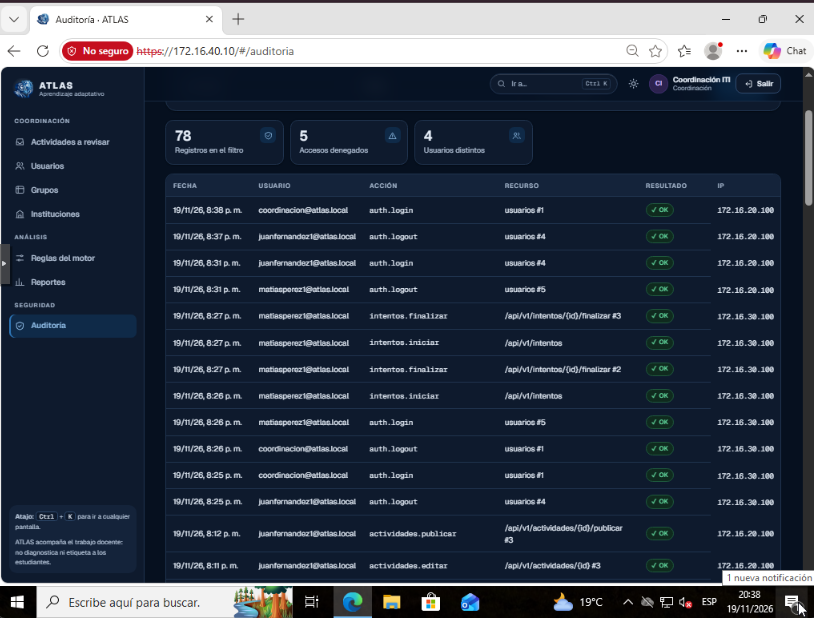 Auditoría · ATLAS
No seguro https://172.16.40.10/#/auditoria
Chat
ATLAS
Aprendizaje adaptativo
Ir a... Ctrl K
CI
Coordinación ITI
Coordinación
Salir
COORDINACIÓN
Actividades a revisar
Usuarios
Grupos
Instituciones
ANÁLISIS
Reglas del motor
Reportes
SEGURIDAD
Auditoría
Atajo: Ctrl + K para ir a cualquier
pantalla.
ATLAS acompaña el trabajo docente:
no diagnostica ni etiqueta a los
estudiantes.
78
Registros en el filtro
5
Accesos denegados
4
Usuarios distintos
FECHA USUARIO ACCIÓN RECURSO RESULTADO IP
19/11/26, 8:38 p. m. coordinacion@atlas.local auth.login usuarios #1 ✓ OK 172.16.20.100
19/11/26, 8:37 p. m. juanfernandez1@atlas.local auth.logout usuarios #4 ✓ OK 172.16.20.100
19/11/26, 8:31 p. m. juanfernandez1@atlas.local auth.login usuarios #4 ✓ OK 172.16.20.100
19/11/26, 8:31 p. m. matiasperez1@atlas.local auth.logout usuarios #5 ✓ OK 172.16.20.100
19/11/26, 8:27 p. m. matiasperez1@atlas.local intentos.finalizar /api/v1/intentos/{id}/finalizar #3 ✓ OK 172.16.30.100
19/11/26, 8:27 p. m. matiasperez1@atlas.local intentos.iniciar /api/v1/intentos ✓ OK 172.16.30.100
19/11/26, 8:27 p. m. matiasperez1@atlas.local intentos.finalizar /api/v1/intentos/{id}/finalizar #2 ✓ OK 172.16.30.100
19/11/26, 8:26 p. m. matiasperez1@atlas.local intentos.iniciar /api/v1/intentos ✓ OK 172.16.30.100
19/11/26, 8:26 p. m. matiasperez1@atlas.local auth.login usuarios #5 ✓ OK 172.16.30.100
19/11/26, 8:26 p. m. coordinacion@atlas.local auth.logout usuarios #1 ✓ OK 172.16.30.100
19/11/26, 8:25 p. m. coordinacion@atlas.local auth.login usuarios #1 ✓ OK 172.16.30.100
19/11/26, 8:25 p. m. juanfernandez1@atlas.local auth.logout usuarios #4 ✓ OK 172.16.30.100
19/11/26, 8:12 p. m. juanfernandez1@atlas.local actividades.publicar /api/v1/actividades/{id}/publicar #3 ✓ OK 172.16.20.100
19/11/26, 8:11 p. m. juanfernandez1@atlas.local actividades.editar /api/v1/actividades/{id} #3 ✓ OK 172.16.20.100
1 nueva notificación
Escribe aquí para buscar.
19°C
ESP
20:38
19/11/2026